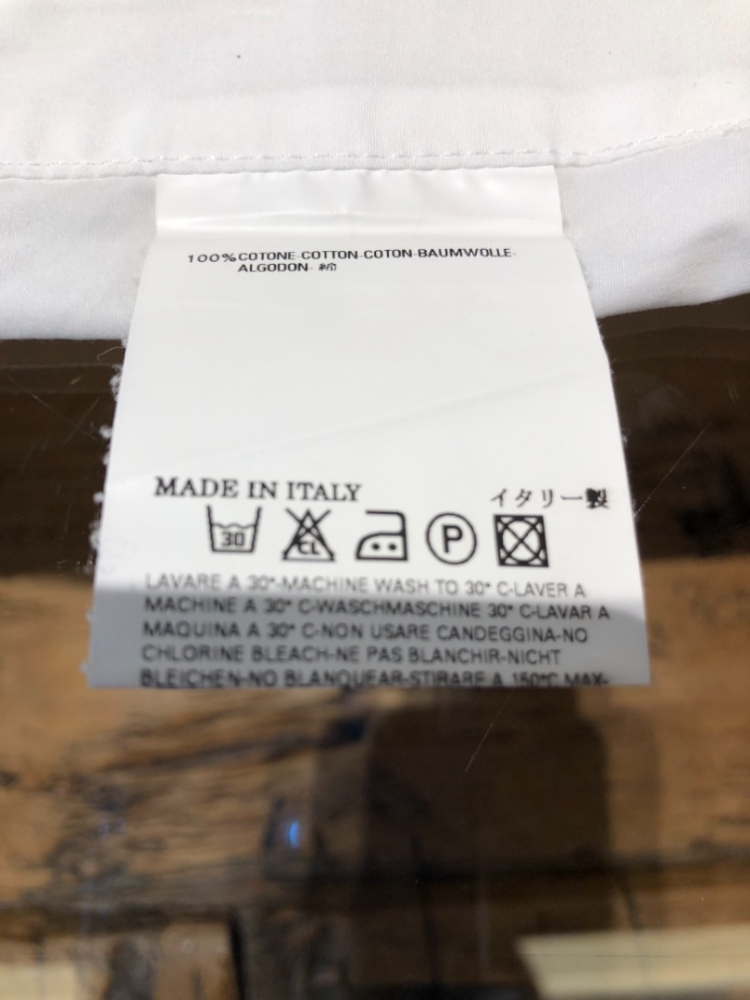 100%COTONE-COTTON-COTON-BAUMWOLLE-
ALGODON- 綿
MADE IN ITALY イタリー製
30 CL P
LAVARE A 30°-MACHINE WASH TO 30° C-LAVER A
MACHINE A 30° C-WASCHMASCHINE 30° C-LAVAR A
MAQUINA A 30° C-NON USARE CANDEGGINA-NO
CHLORINE BLEACH-NE PAS BLANCHIR-NICHT
BLEICHEN-NO BLANQUEAR-STIRARE A 150°C MAX-